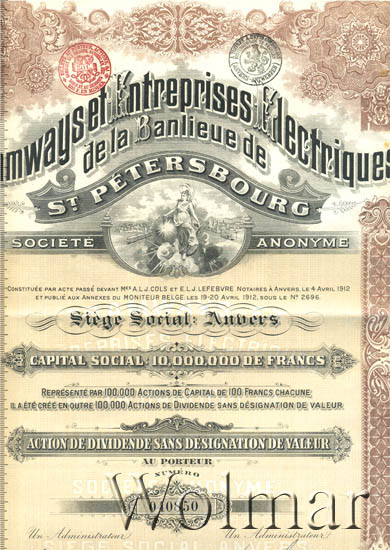 mways et Entreprises Electriques
de la Banlieue de
ST. PÉTERSBOURG
SOCIÉTÉ ANONYME
CONSTITUÉE PAR ACTE PASSÉ DEVANT MES A.L.J. COLS ET E.L.J. LEFEBVRE NOTAIRES À ANVERS, LE 4 AVRIL 1912
ET PUBLIÉ AUX ANNEXES DU MONITEUR BELGE LES 19-20 AVRIL 1912, SOUS LE No 2696.
Siège Social: Anvers
CAPITAL SOCIAL: 10,000,000 DE FRANCS
REPRÉSENTÉ PAR 100,000 ACTIONS DE CAPITAL DE 100 FRANCS CHACUNE,
IL A ÉTÉ CRÉÉ EN OUTRE 100,000 ACTIONS DE DIVIDENDE SANS DÉSIGNATION DE VALEUR
ACTION DE DIVIDENDE SANS DÉSIGNATION DE VALEUR
AU PORTEUR
NUMÉRO
SOCIÉTÉ ANONYME
040850
Wolmar
Un Administrateur, Un Administrateur,